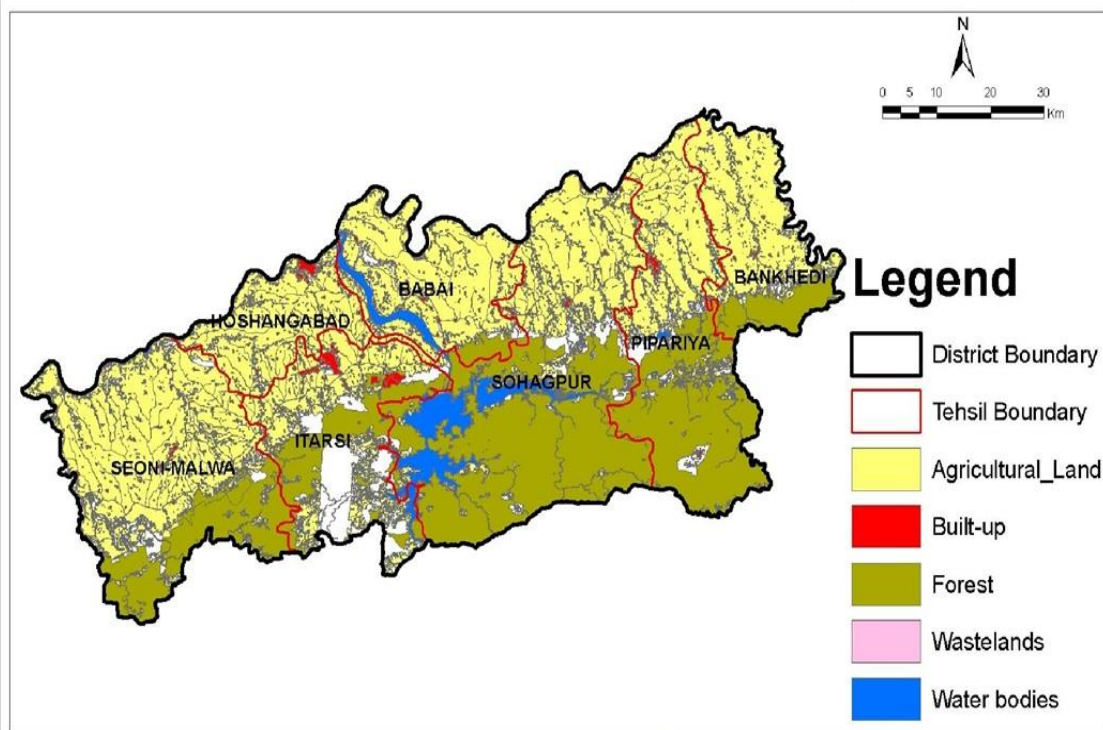 N
0 5 10 20 30
Km
BANKHEDI
BABAI
HOSHANGABAD
PIPARIYA
SOHAGPUR
ITARSI
SEONI-MALWA
Legend
District Boundary
Tehsil Boundary
Agricultural_Land
Built-up
Forest
Wastelands
Water bodies